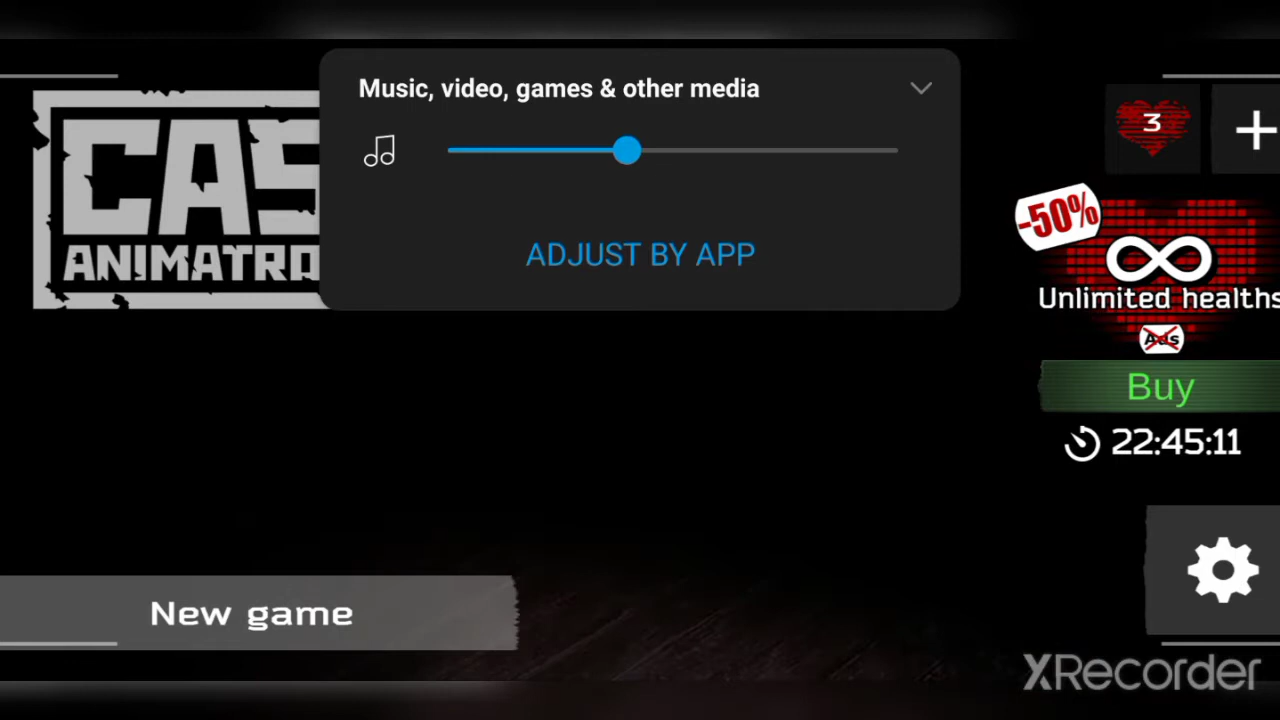 Music, video, games & other media
CAS
ANIMATRO
3
-50%
Unlimited healths
Ads
ADJUST BY APP
Buy
22:45:11
New game
XRecorder